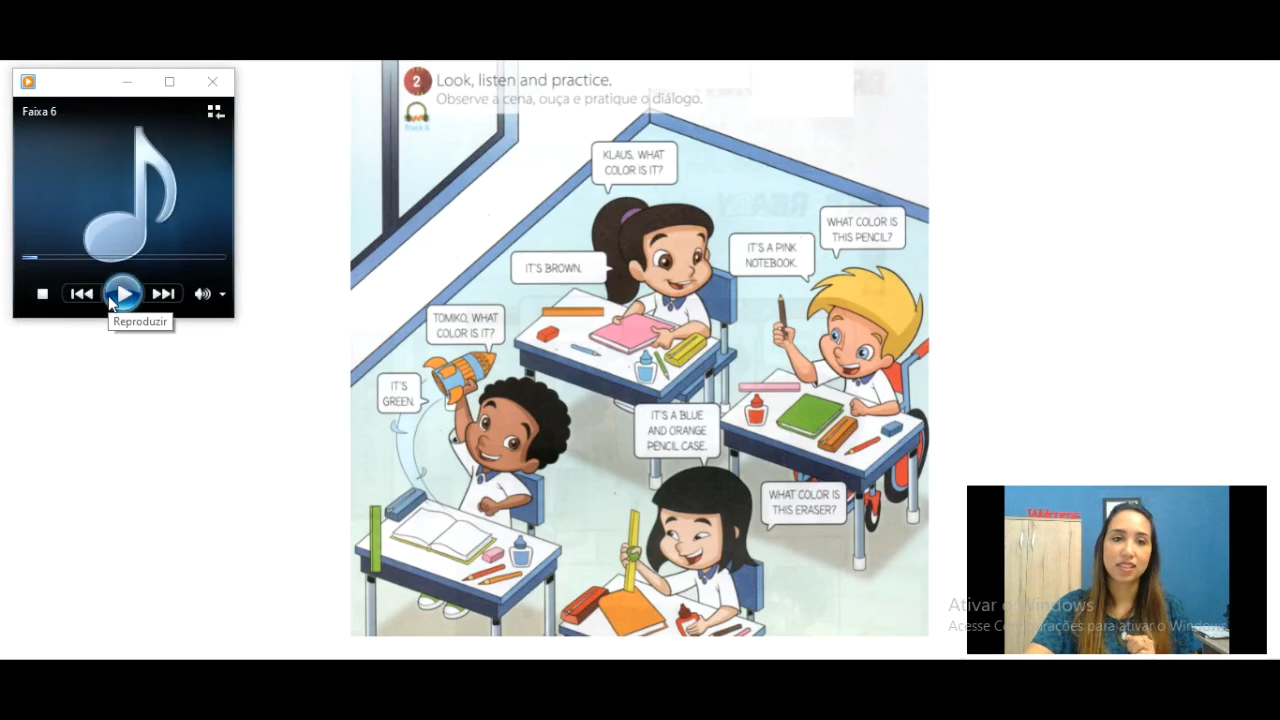 Faixa 6
Reproduzir
2 Look, listen and practice.
Observe a cena, ouça e pratique o diálogo.
Track 6
KLAUS, WHAT
COLOR IS IT?
WHAT COLOR IS
THIS PENCIL?
IT'S A PINK
NOTEBOOK.
IT'S BROWN.
TOMIKO, WHAT
COLOR IS IT?
IT'S
GREEN.
IT'S A BLUE
AND ORANGE
PENCIL CASE.
WHAT COLOR IS
THIS ERASER?
Ativar o Windows
Acesse Configurações para ativar o Windows.